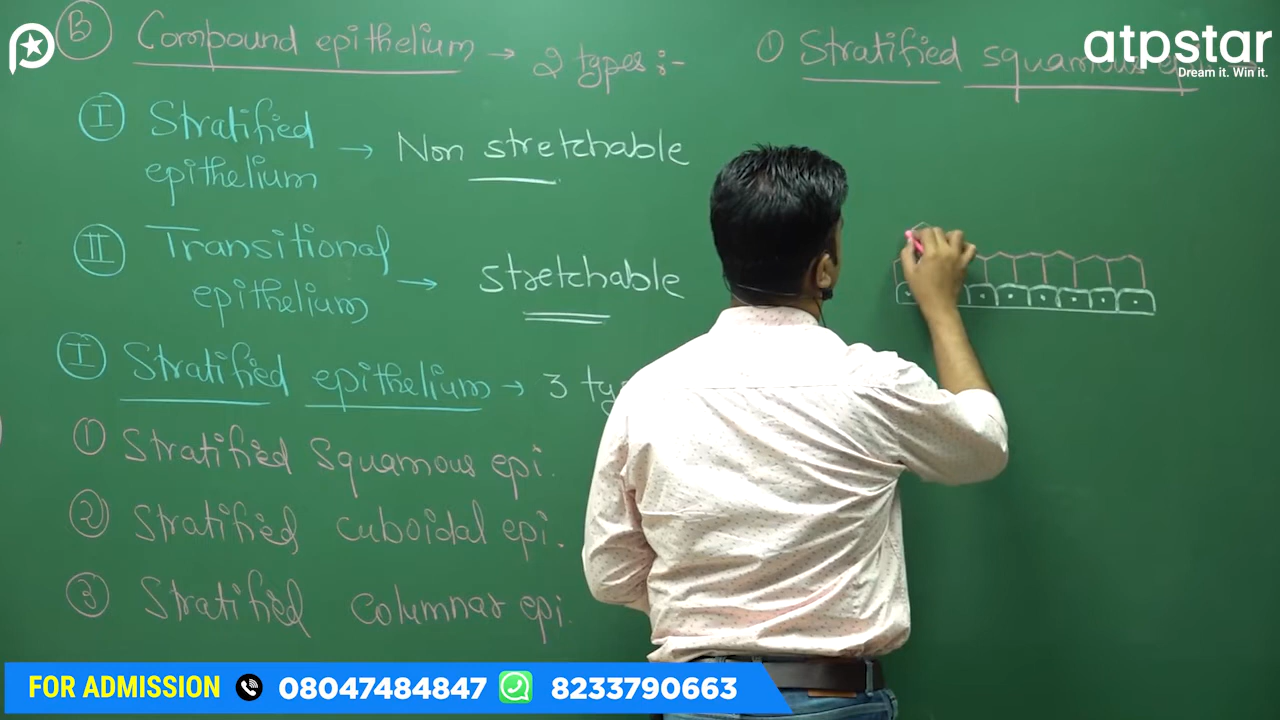 Ⓑ Compound epithelium → 2 types :-
Ⓘ Stratified
epithelium → Non stretchable
Ⓘⓘ Transitional
epithelium → stretchable
Ⓘ Stratified epithelium → 3
① Stratified Squamous epi.
② Stratified cuboidal epi.
③ Stratified columnar epi.
① Stratified squamous epi.
atpstar
Dream it. Win it.
FOR ADMISSION 08047484847 8233790663